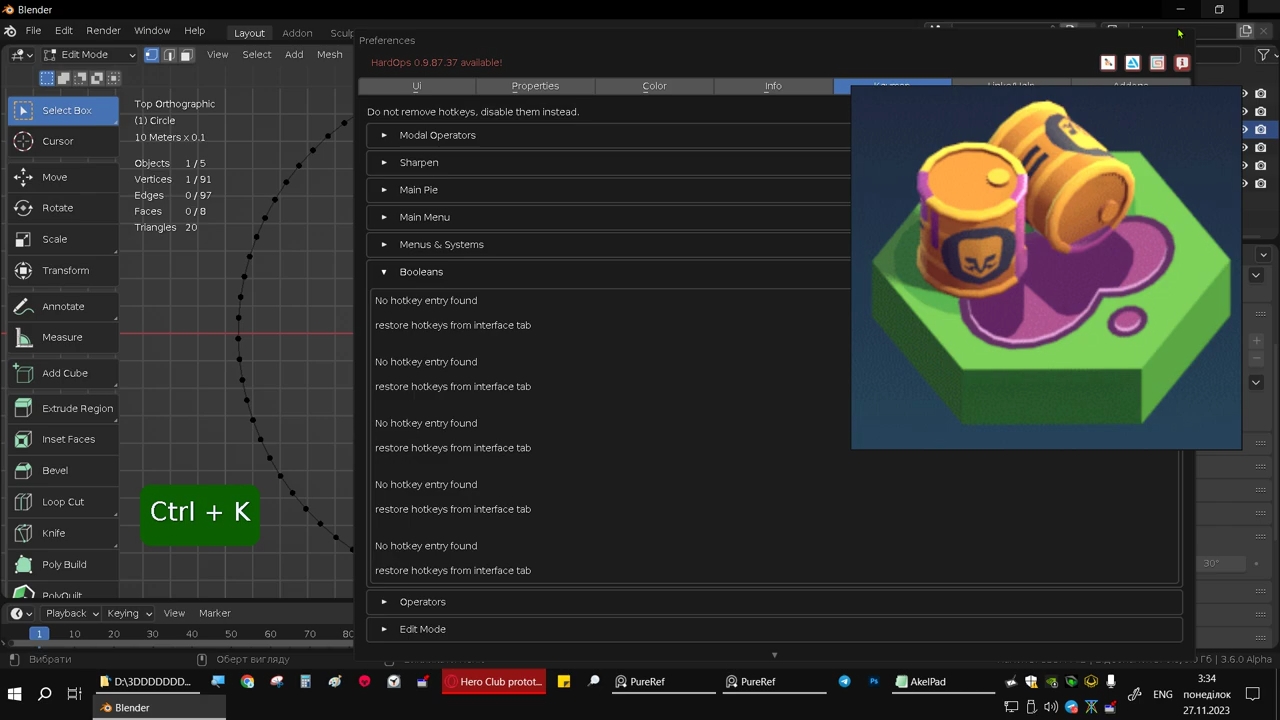 Blender
File Edit Render Window Help Layout Addon
Edit Mode View Select Add Mesh
Preferences
HardOps 0.9.87.37 available!
Ui Properties Color Info Keymap
Do not remove hotkeys, disable them instead.
Modal Operators
Sharpen
Main Pie
Main Menu
Menus & Systems
Booleans
No hotkey entry found
restore hotkeys from interface tab
No hotkey entry found
restore hotkeys from interface tab
No hotkey entry found
restore hotkeys from interface tab
No hotkey entry found
restore hotkeys from interface tab
No hotkey entry found
restore hotkeys from interface tab
Operators
Edit Mode
Select Box
Cursor
Move
Rotate
Scale
Transform
Annotate
Measure
Add Cube
Extrude Region
Inset Faces
Bevel
Loop Cut
Knife
Poly Build
PolyQuilt
Top Orthographic
(1) Circle
10 Meters x 0.1
Objects 1/5
Vertices 1/91
Edges 0/97
Faces 0/8
Triangles 20
Ctrl + K
30°
Playback Keying View Marker
1 10 20 30 40 50 60 70 80
Вибрати Оберт вигляду 3.6.0 Alpha
D:\3DDDDDDD... Hero Club protot... PureRef PureRef AkelPad
ENG
3:34
понеділок
27.11.2023
Blender